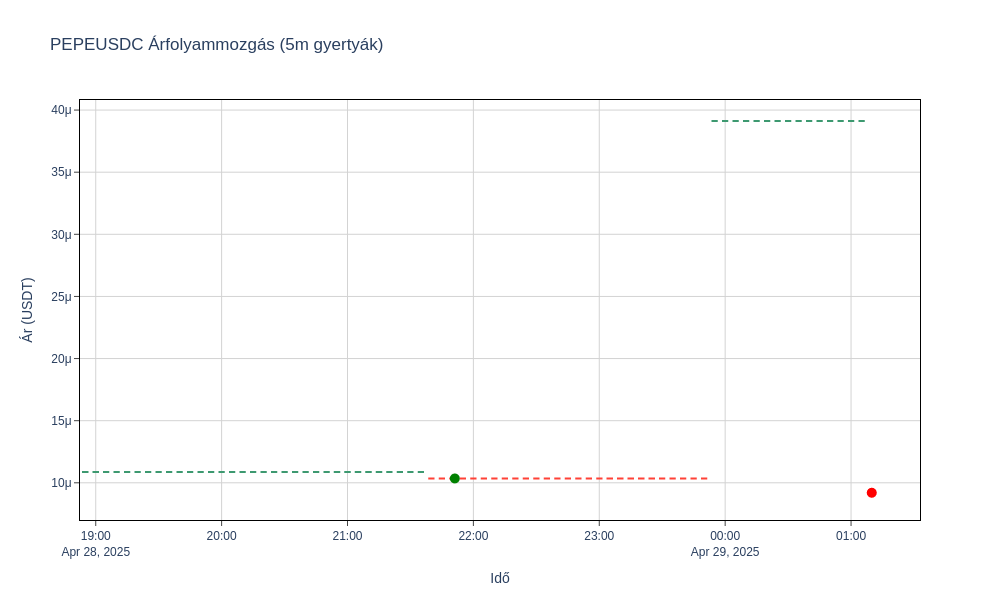 PEPEUSDC Árfolyammozgás (5m gyertyák)
40μ
35μ
30μ
25μ
20μ
15μ
10μ
Ár (USDT)
19:00
20:00
21:00
22:00
23:00
00:00
01:00
Apr 28, 2025
Apr 29, 2025
Idő